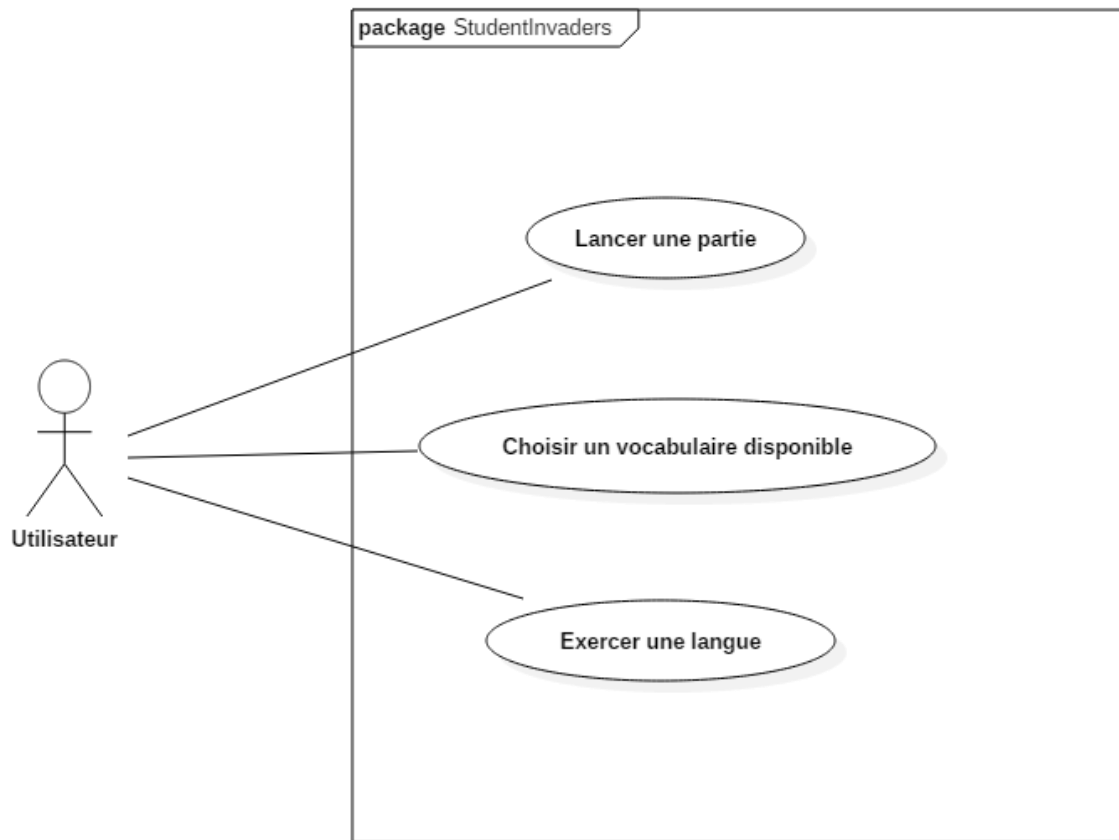 package StudentInvaders
Lancer une partie
Choisir un vocabulaire disponible
Utilisateur
Exercer une langue